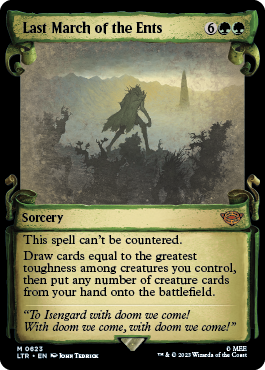 Last March of the Ents 6
Sorcery
This spell can't be countered.
Draw cards equal to the greatest
toughness among creatures you control,
then put any number of creature cards
from your hand onto the battlefield.
"To Isengard with doom we come!
With doom we come, with doom we come!"
M 0623
LTR • EN JOHN TEDRICK
& MEE
™ & © 2023 Wizards of the Coast